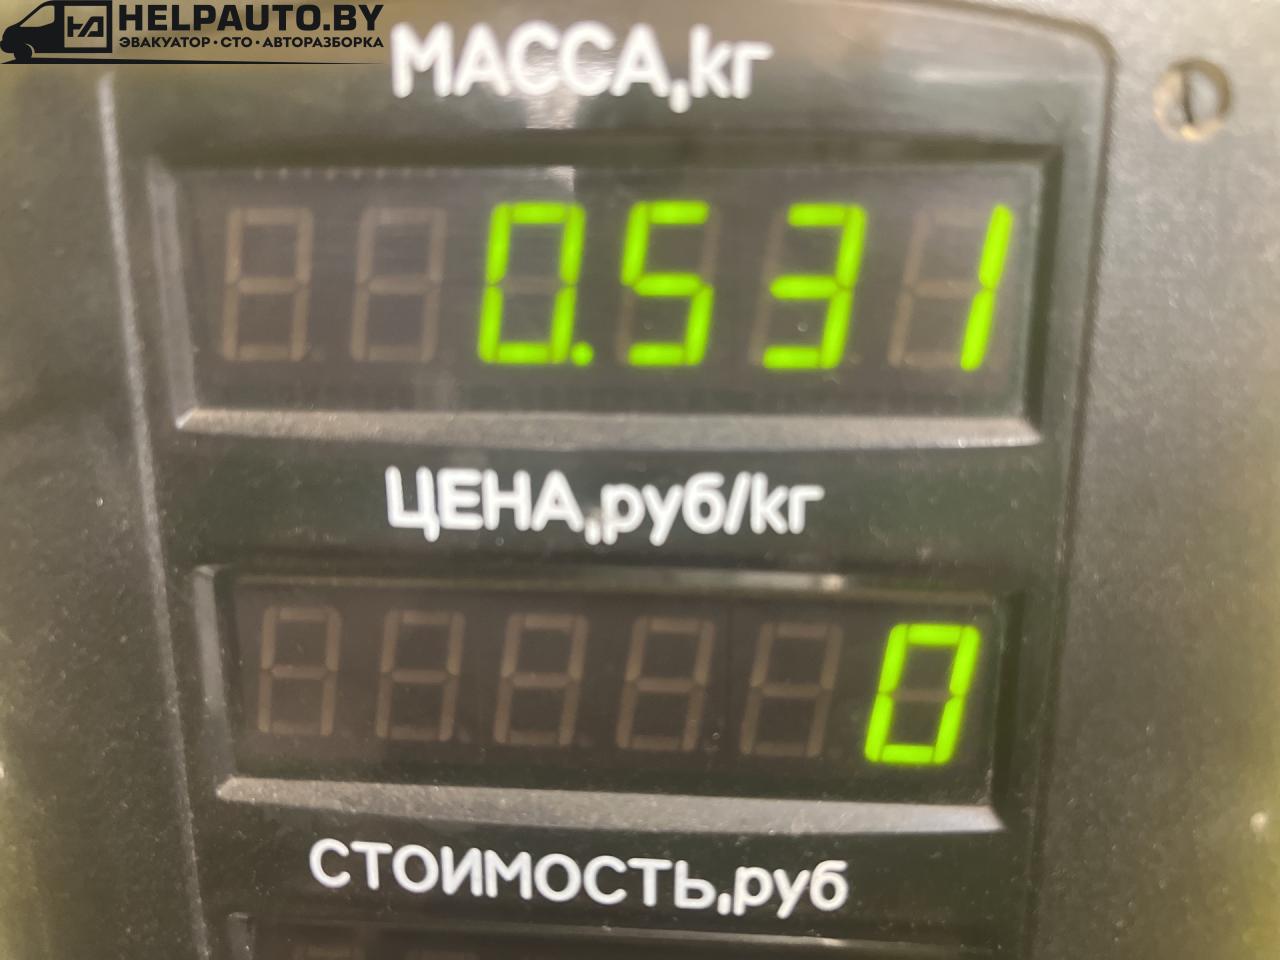 HELPAUTO.BY
ЭВАКУАТОР·СТО·АВТОРАЗБОРКА
МАССА,кг
0.531
ЦЕНА,руб/кг
0
СТОИМОСТЬ,руб